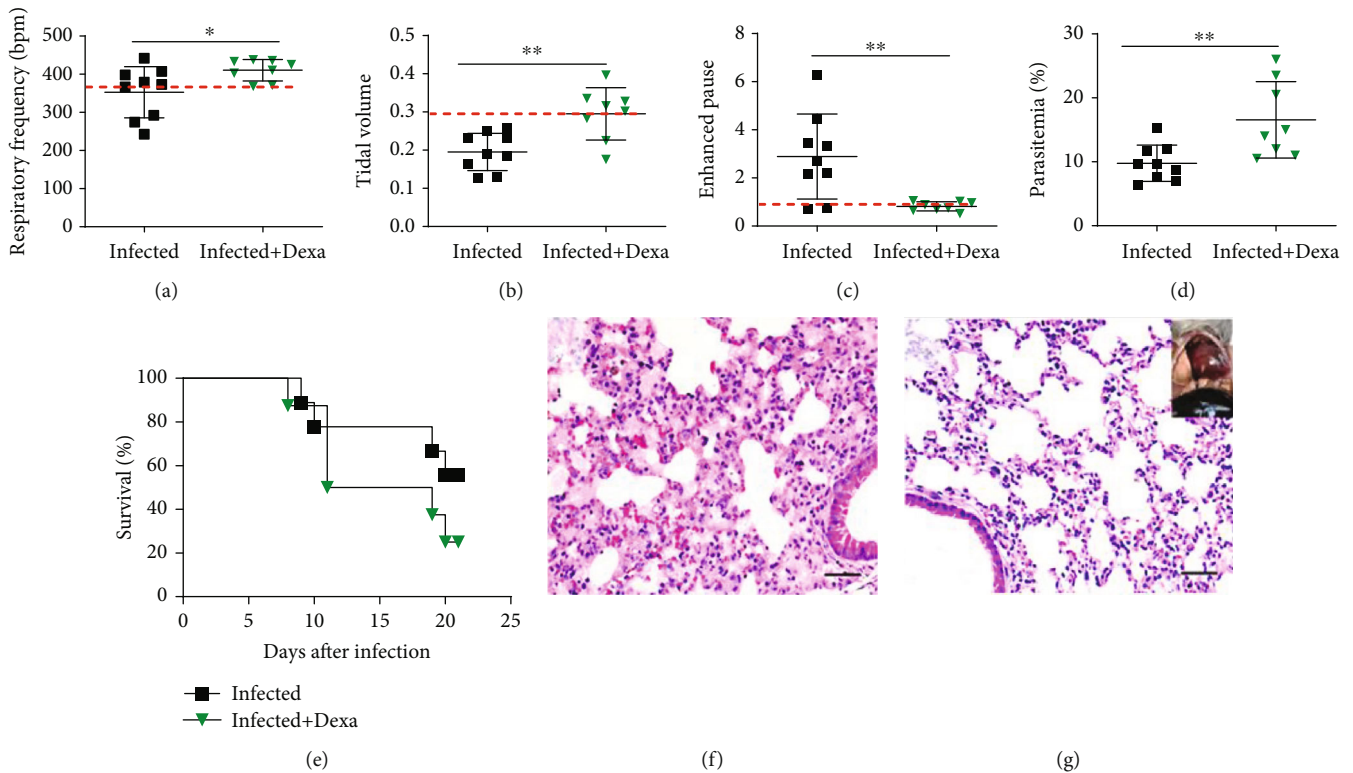 Respiratory frequency (bpm)
500
400
300
200
100
0
*
Infected
Infected+Dexa
(a)
Tidal volume
0.5
0.4
0.3
0.2
0.1
0.0
**
Infected
Infected+Dexa
(b)
Enhanced pause
8
6
4
2
0
**
Infected
Infected+Dexa
(c)
Parasitemia (%)
30
20
10
0
**
Infected
Infected+Dexa
(d)
Survival (%)
100
80
60
40
20
0
0 5 10 15 20 25
Days after infection
Infected
Infected+Dexa
(e)
(f)
(g)